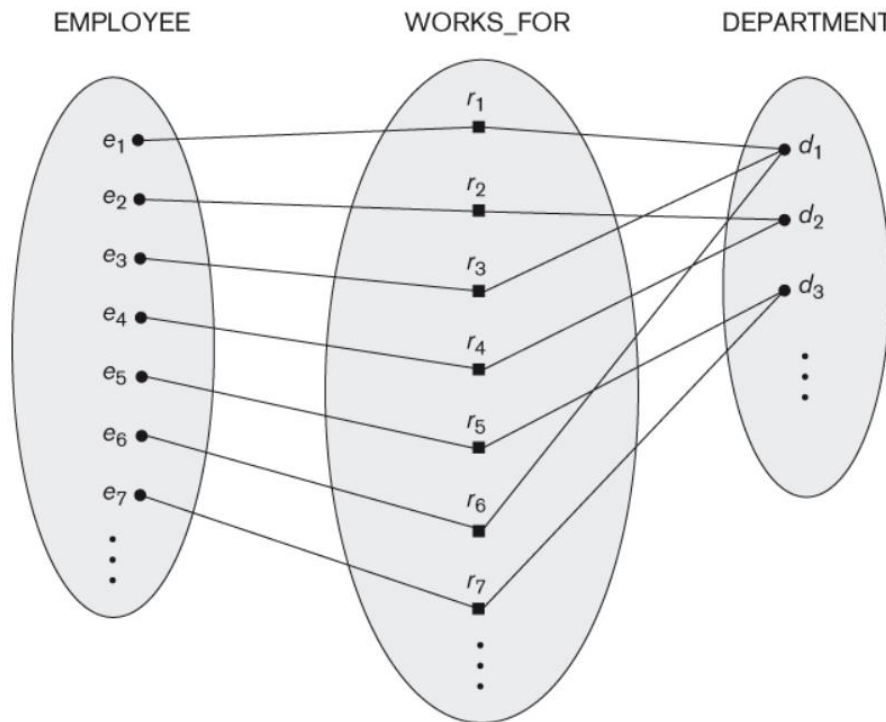 EMPLOYEE WORKS_FOR DEPARTMENT
e1
e2
e3
e4
e5
e6
e7
r1
r2
r3
r4
r5
r6
r7
d1
d2
d3